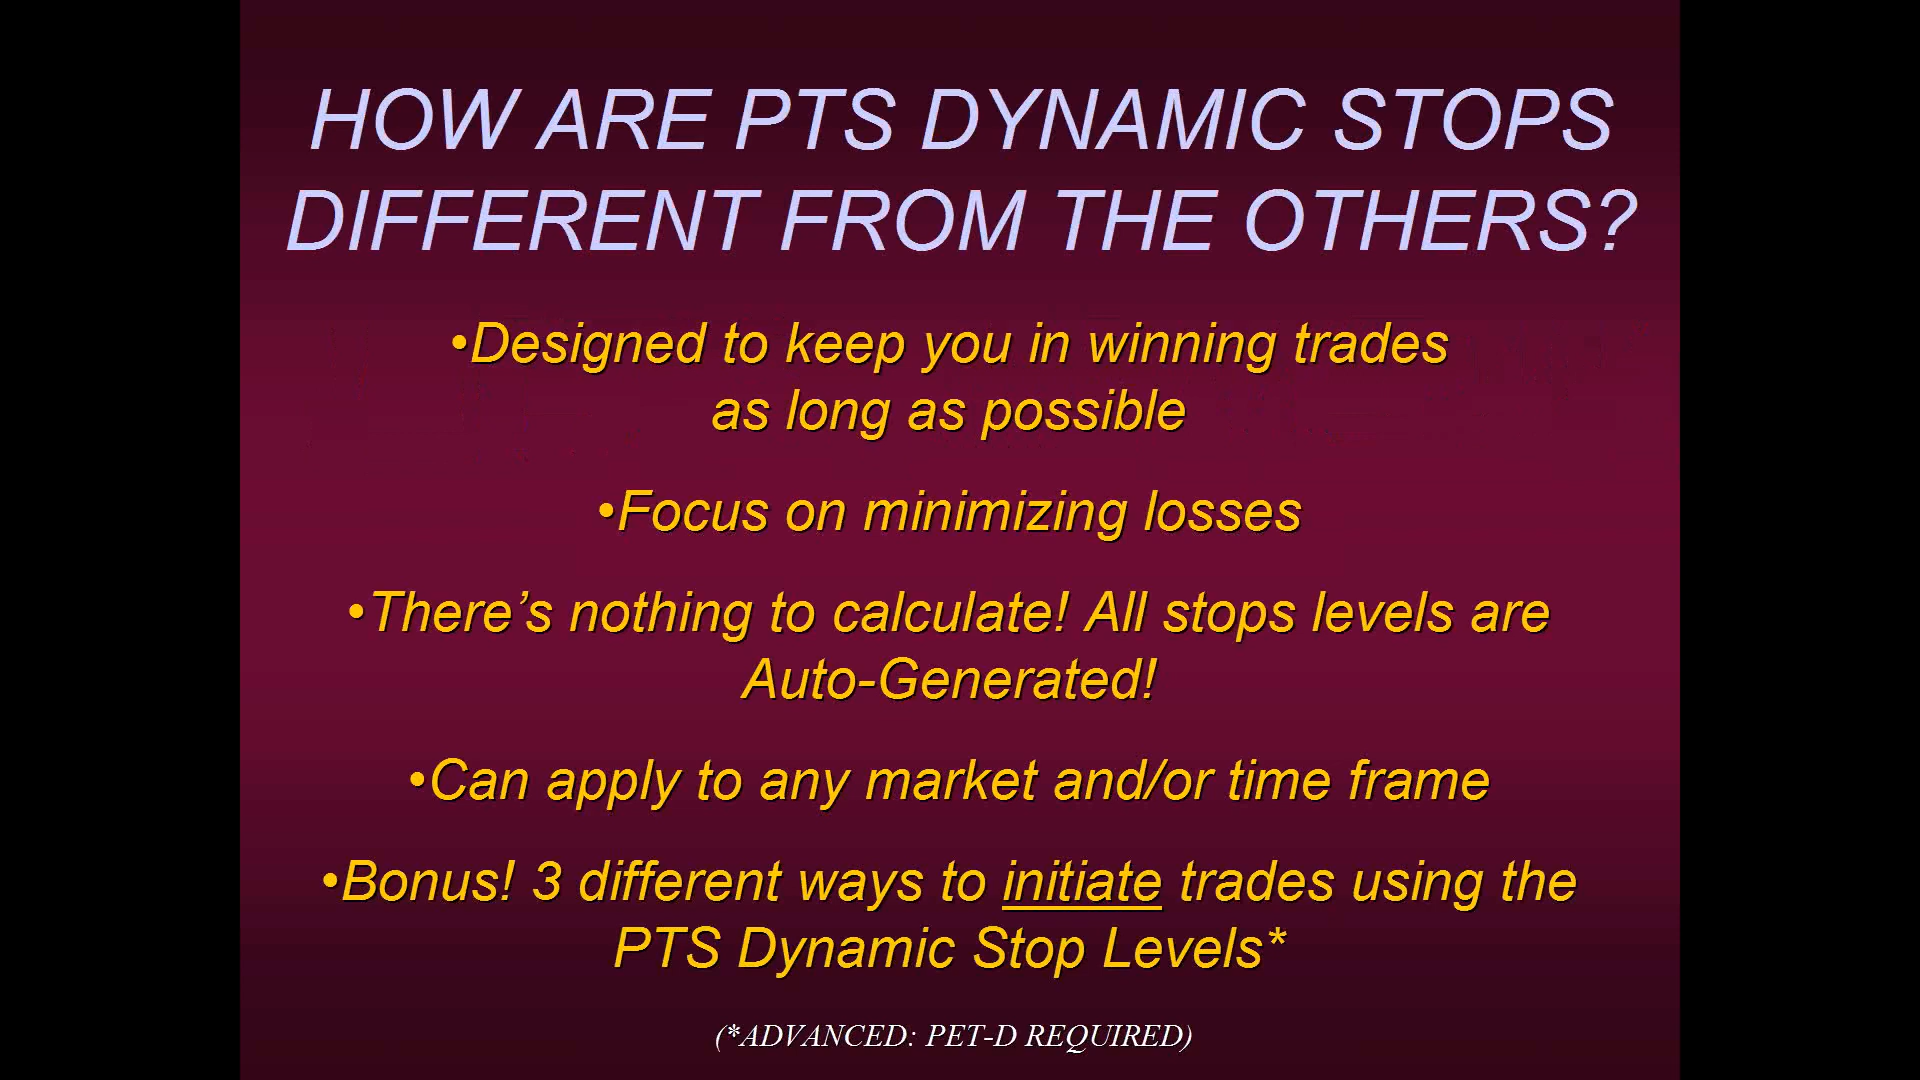 HOW ARE PTS DYNAMIC STOPS
DIFFERENT FROM THE OTHERS?
•Designed to keep you in winning trades
as long as possible
•Focus on minimizing losses
•There’s nothing to calculate! All stops levels are
Auto-Generated!
•Can apply to any market and/or time frame
•Bonus! 3 different ways to initiate trades using the
PTS Dynamic Stop Levels*
(*ADVANCED: PET-D REQUIRED)